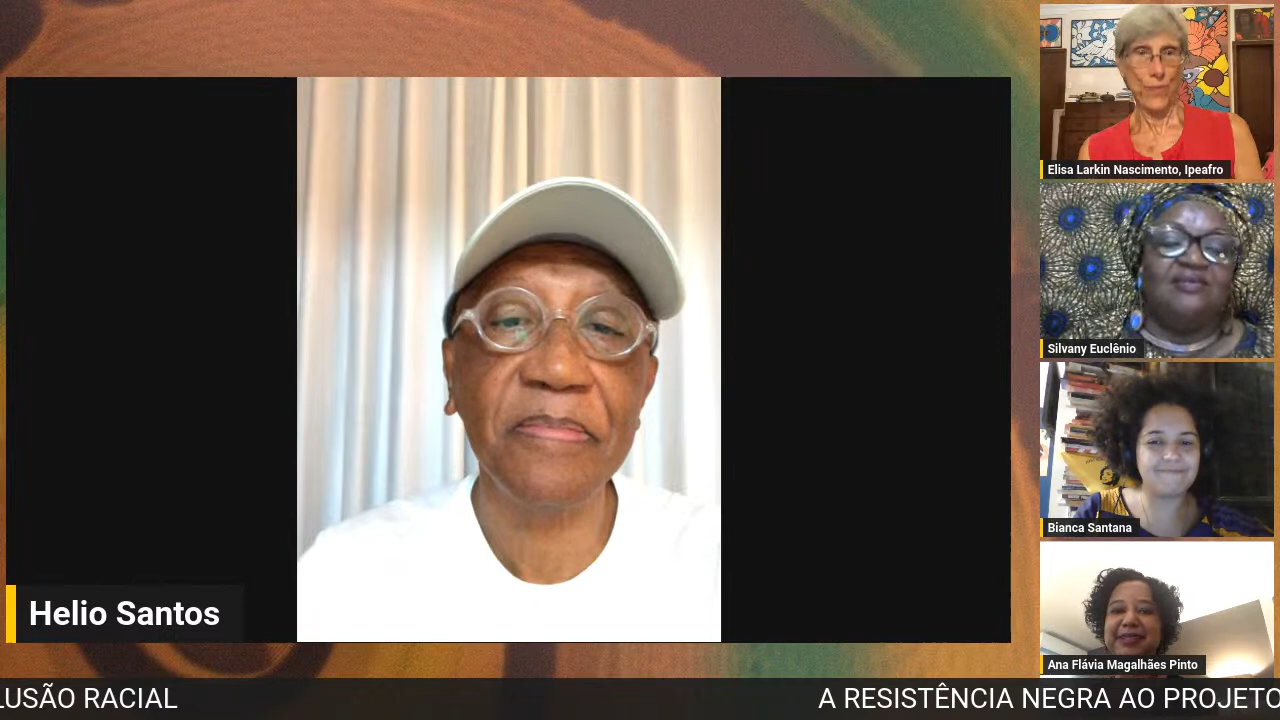 Elisa Larkin Nascimento, Ipeafro
Silvany Euclênio
Bianca Santana
Helio Santos
Ana Flávia Magalhães Pinto
LUSÃO RACIAL
A RESISTÊNCIA NEGRA AO PROJETO